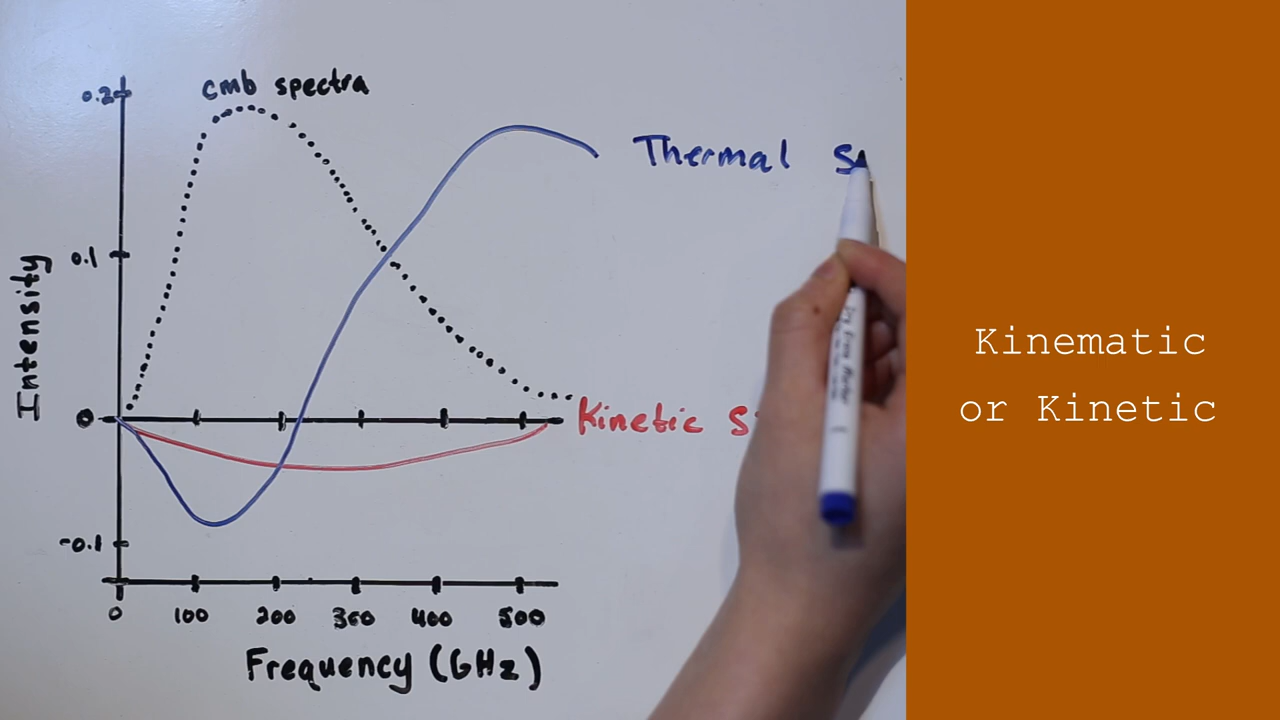 cmb spectra
0.2
Thermal S
0.1
Intensity
0
Kinetic S
-0.1
0 100 200 300 400 500
Frequency (GHz)
Kinematic
or Kinetic